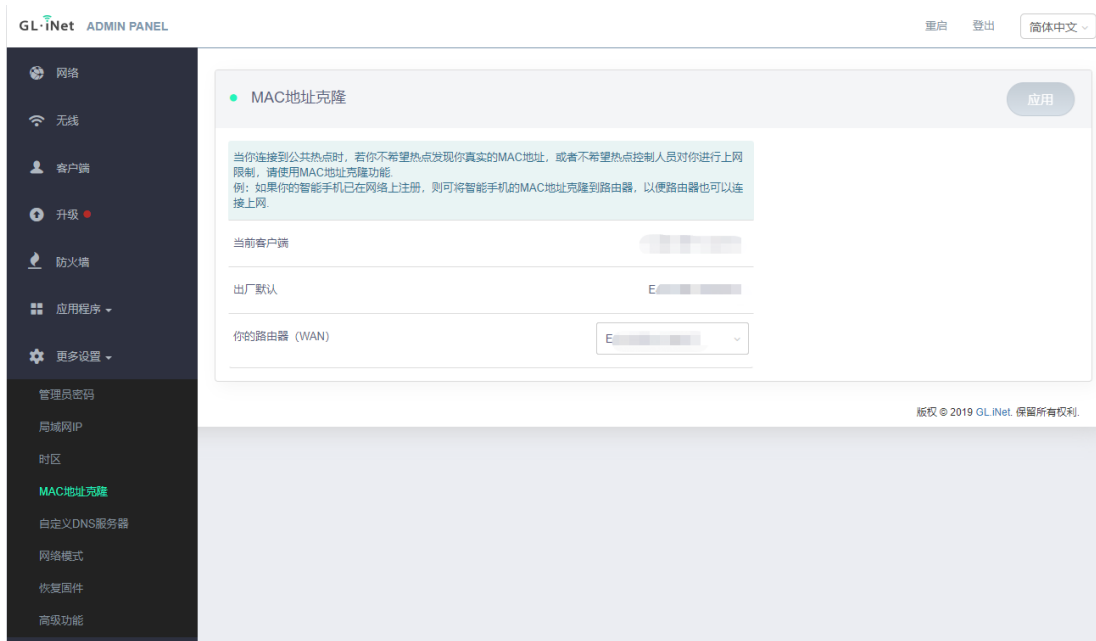 GL·iNet ADMIN PANEL
重启 登出 简体中文
网络
无线
客户端
升级
防火墙
应用程序
更多设置
管理员密码
局域网IP
时区
MAC地址克隆
自定义DNS服务器
网络模式
恢复固件
高级功能
MAC地址克隆
应用
当你连接到公共热点时，若你不希望热点发现你真实的MAC地址，或者不希望热点控制人员对你进行上网
限制，请使用MAC地址克隆功能.
例：如果你的智能手机已在网络上注册，则可将智能手机的MAC地址克隆到路由器，以便路由器也可以连
接上网.
当前客户端
出厂默认 E
你的路由器（WAN） E
版权 © 2019 GL.iNet. 保留所有权利.